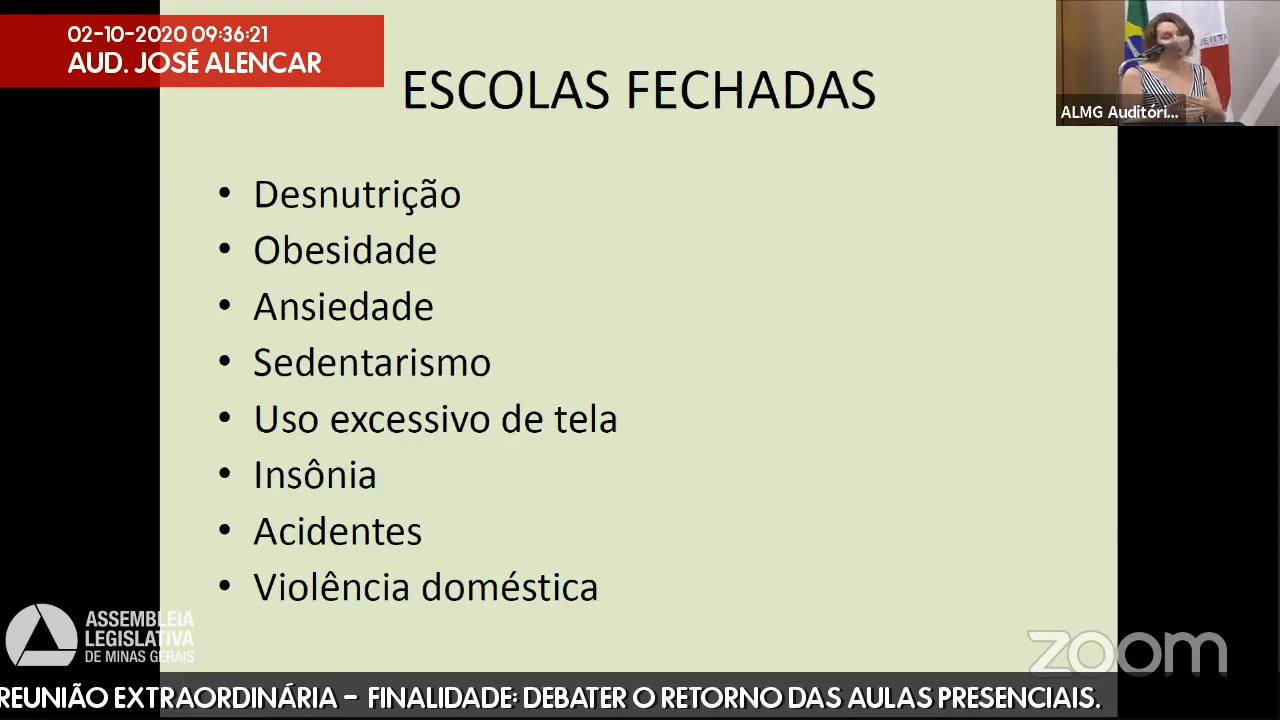 02-10-2020 09:36:21
AUD. JOSÉ ALENCAR
ESCOLAS FECHADAS
ALMG Auditóri...
• Desnutrição
• Obesidade
• Ansiedade
• Sedentarismo
• Uso excessivo de tela
• Insônia
• Acidentes
• Violência doméstica
ASSEMBLEIA
LEGISLATIVA
DE MINAS GERAIS
zoom
REUNIÃO EXTRAORDINÁRIA - FINALIDADE: DEBATER O RETORNO DAS AULAS PRESENCIAIS.